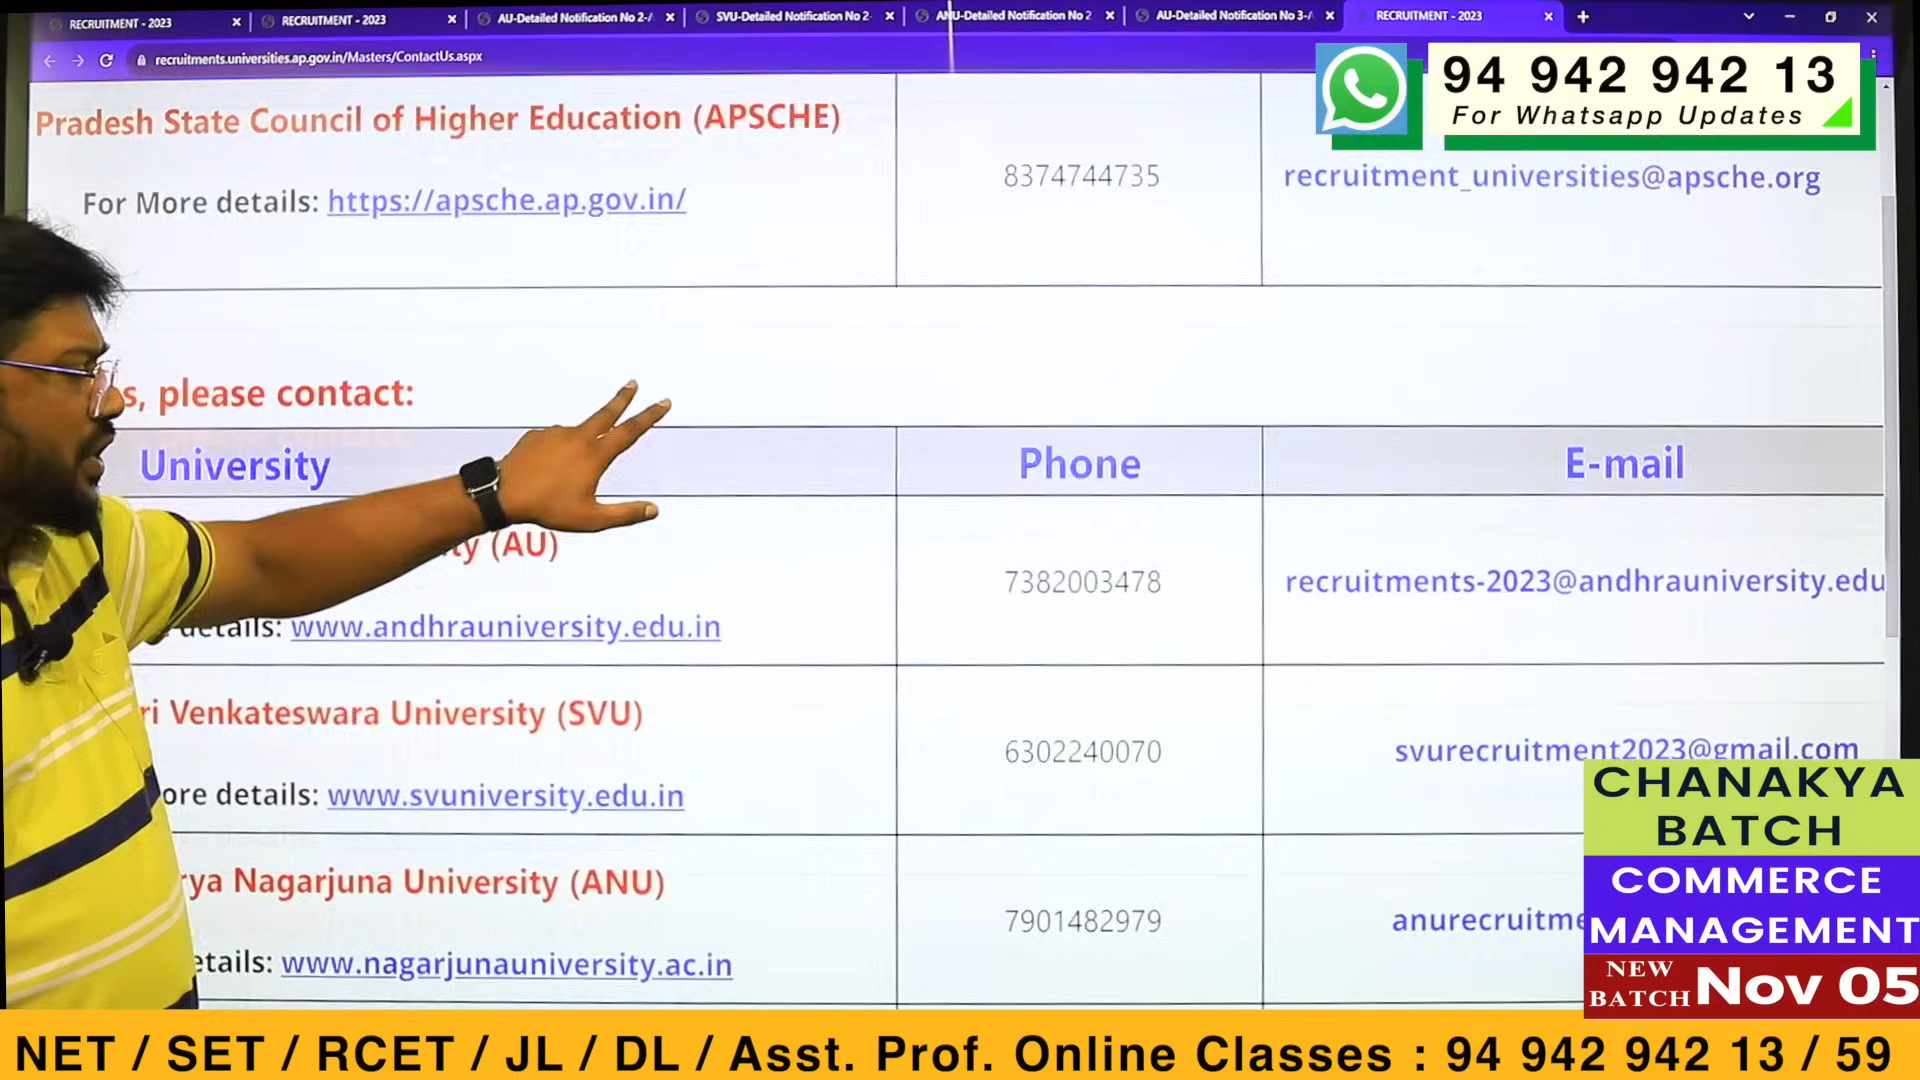 RECRUITMENT - 2023
RECRUITMENT - 2023
AU-Detailed Notification No 2-/
SVU-Detailed Notification No 2-
ANU-Detailed Notification No 2
AU-Detailed Notification No 3-/
RECRUITMENT - 2023
recruitments.universities.ap.gov.in/Masters/ContactUs.aspx
94 942 942 13
For Whatsapp Updates
Pradesh State Council of Higher Education (APSCHE)
8374744735
recruitment_universities@apsche.org
For More details: https://apsche.ap.gov.in/
s, please contact:
University
Phone
E-mail
ty (AU)
7382003478
recruitments-2023@andhrauniversity.edu
details: www.andhrauniversity.edu.in
ri Venkateswara University (SVU)
6302240070
svurecruitment2023@gmail.com
ore details: www.svuniversity.edu.in
rya Nagarjuna University (ANU)
7901482979
anurecruitme
etails: www.nagarjunauniversity.ac.in
CHANAKYA
BATCH
COMMERCE
MANAGEMENT
NEW
BATCH Nov 05
NET / SET / RCET / JL / DL / Asst. Prof. Online Classes : 94 942 942 13 / 59